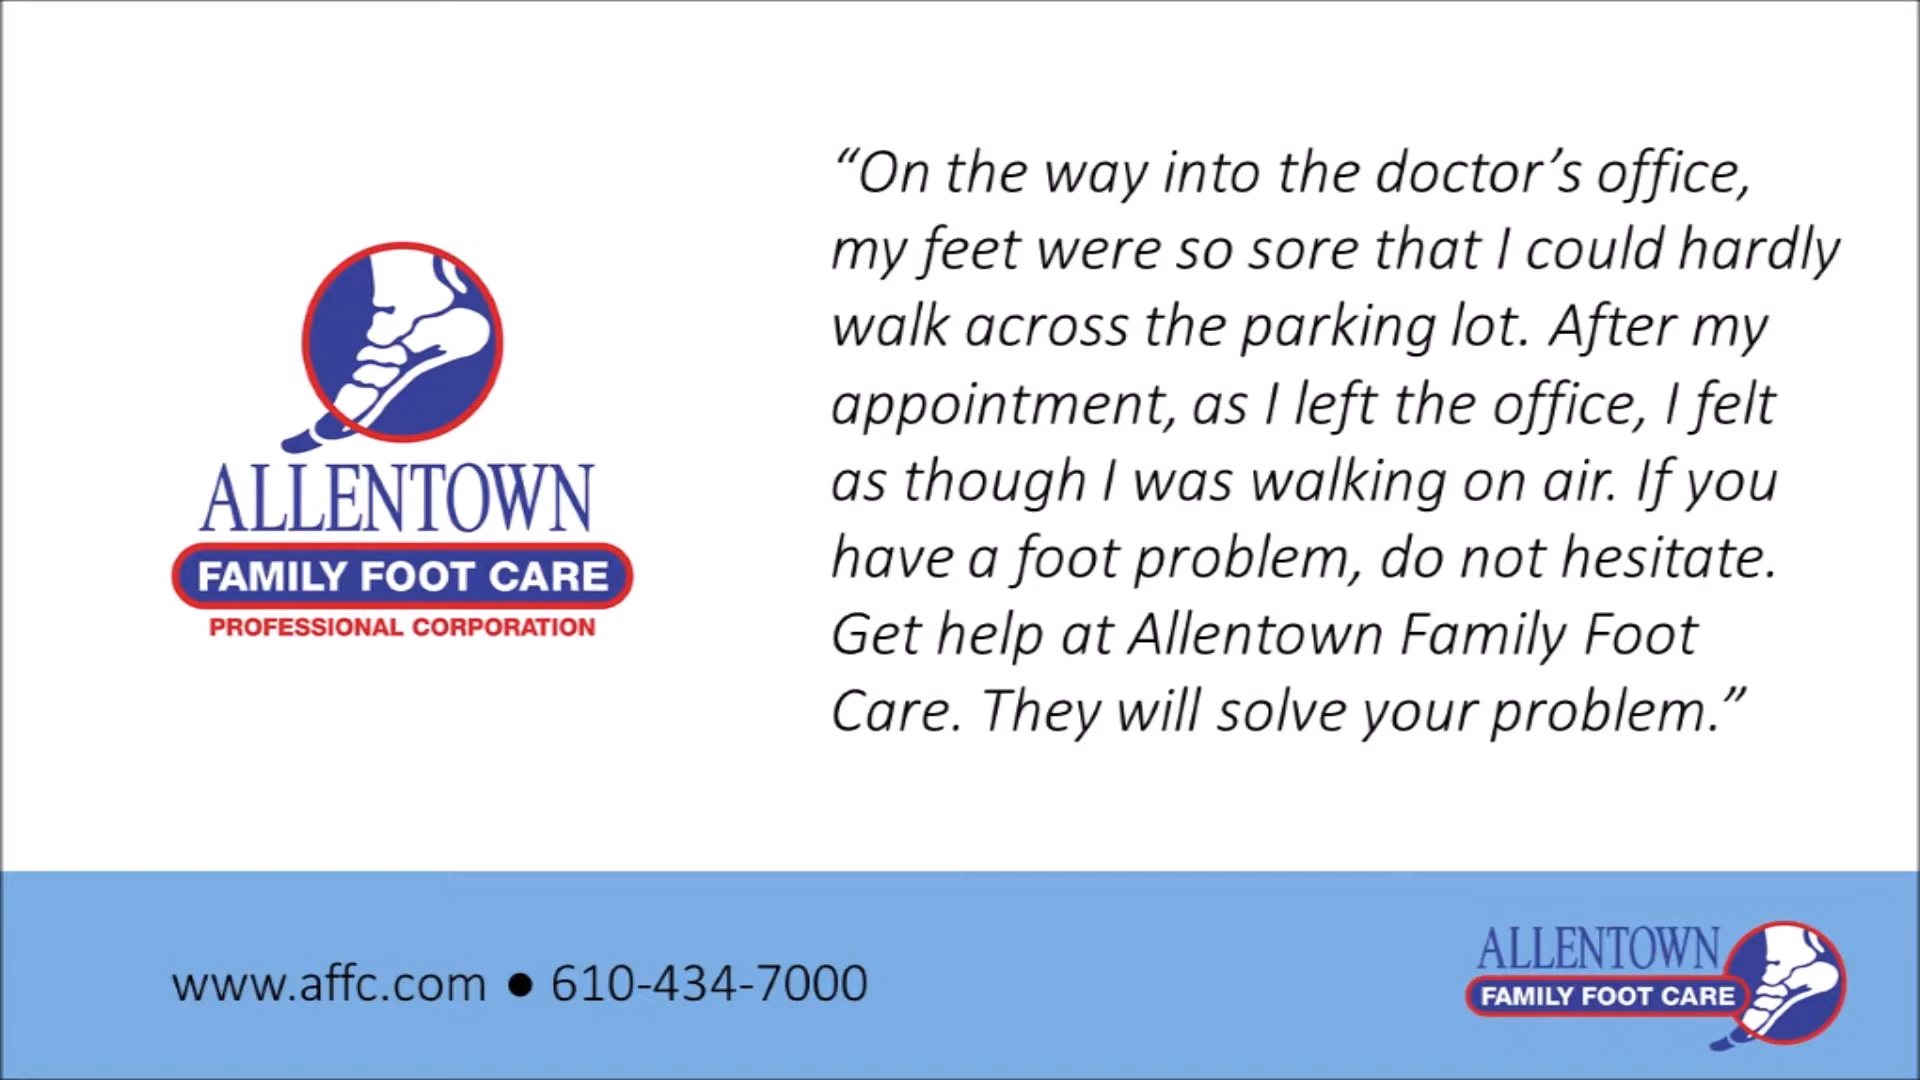 ALLENTOWN
FAMILY FOOT CARE
PROFESSIONAL CORPORATION
“On the way into the doctor’s office,
my feet were so sore that I could hardly
walk across the parking lot. After my
appointment, as I left the office, I felt
as though I was walking on air. If you
have a foot problem, do not hesitate.
Get help at Allentown Family Foot
Care. They will solve your problem.”
www.affc.com ● 610-434-7000
ALLENTOWN
FAMILY FOOT CARE